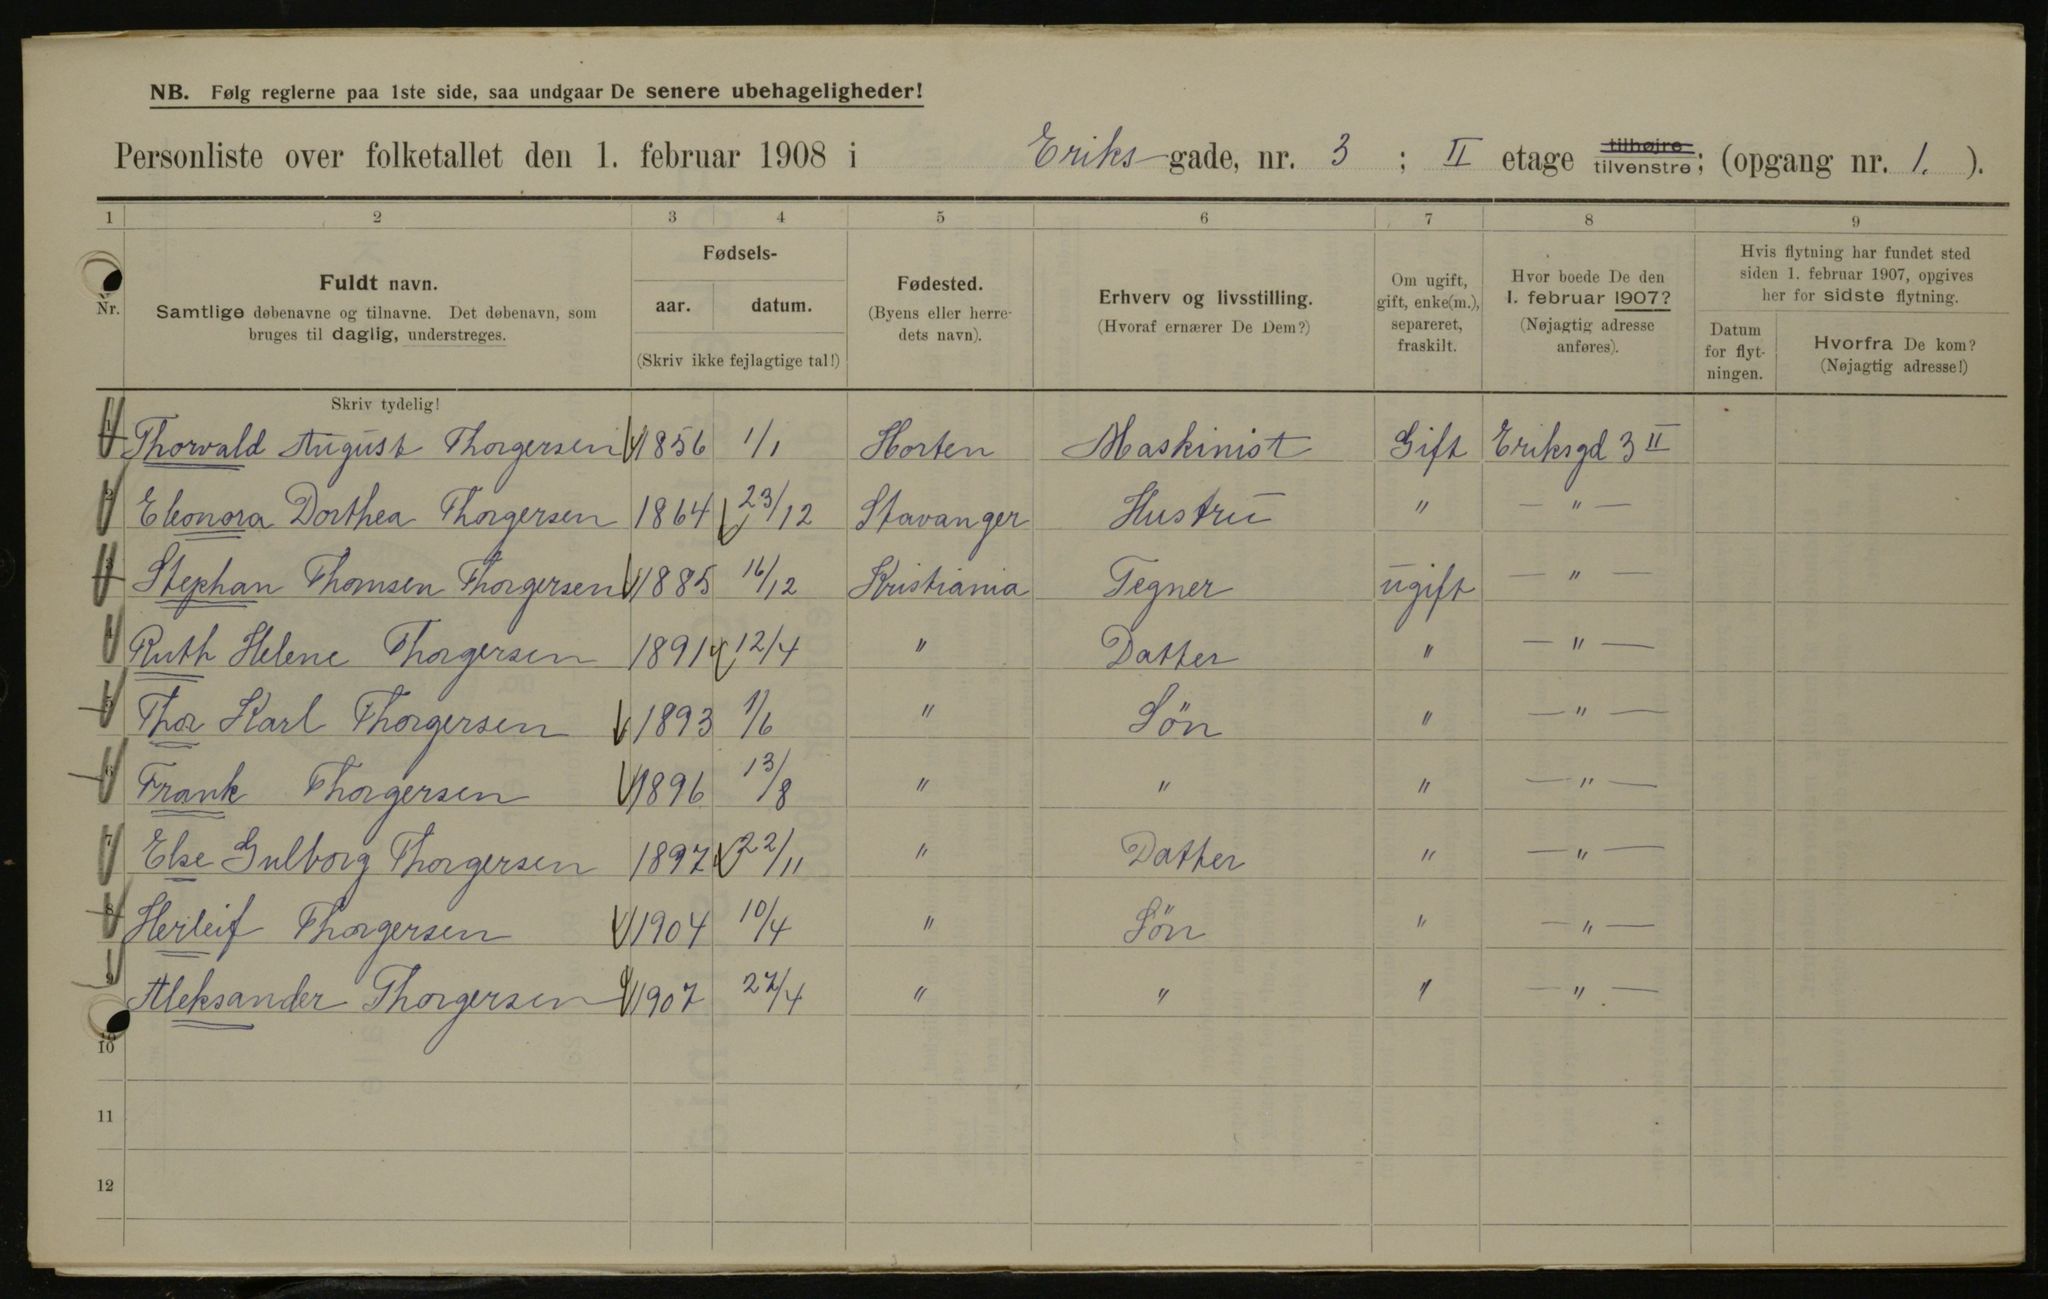 NB. Følg reglerne paa 1ste side, saa undgaar De senere ubehageligheder!
Personliste over folketallet den 1. februar 1908 i Eriks gade, nr. 3 ; II etage tilhøjre tilvenstre; (opgang nr. 1. ).
1 2 3 4 5 6 7 8 9
Nr.
Fuldt navn.
Samtlige døbenavne og tilnavne. Det døbenavn, som
bruges til daglig, understreges.
Fødsels-
aar. datum.
(Skriv ikke fejlagtige tal!)
Fødested.
(Byens eller herre-
dets navn).
Erhverv og livsstilling.
(Hvoraf ernærer De Dem?)
Om ugift,
gift, enke(m.),
separeret,
fraskilt.
Hvor boede De den
1. februar 1907?
(Nøjagtig adresse
anføres).
Hvis flytning har fundet sted
siden 1. februar 1907, opgives
her for sidste flytning.
Datum
for flyt-
ningen.
Hvorfra De kom?
(Nøjagtig adresse!)
Skriv tydelig!
1 Thorvald August Thorgersen 1856 1/1 Horten Maskinist Gift Eriksgd 3 II
2 Eleonora Dorthea Thorgersen 1864 23/12 Stavanger Hustru " — " —
3 Stephan Thomsen Thorgersen 1885 16/12 Kristiania Tegner ugift — " —
4 Ruth Helene Thorgersen 1891 12/4 " Datter " — " —
5 Thor Karl Thorgersen 1893 1/6 " Sön " — " —
6 Frank Thorgersen 1896 13/8 " " " — " —
7 Else Gulborg Thorgersen 1897 22/11 " Datter " — " —
8 Herleif Thorgersen 1904 10/4 " Sön " — " —
9 Aleksander Thorgersen 1907 27/4 " " " — " —
10
11
12